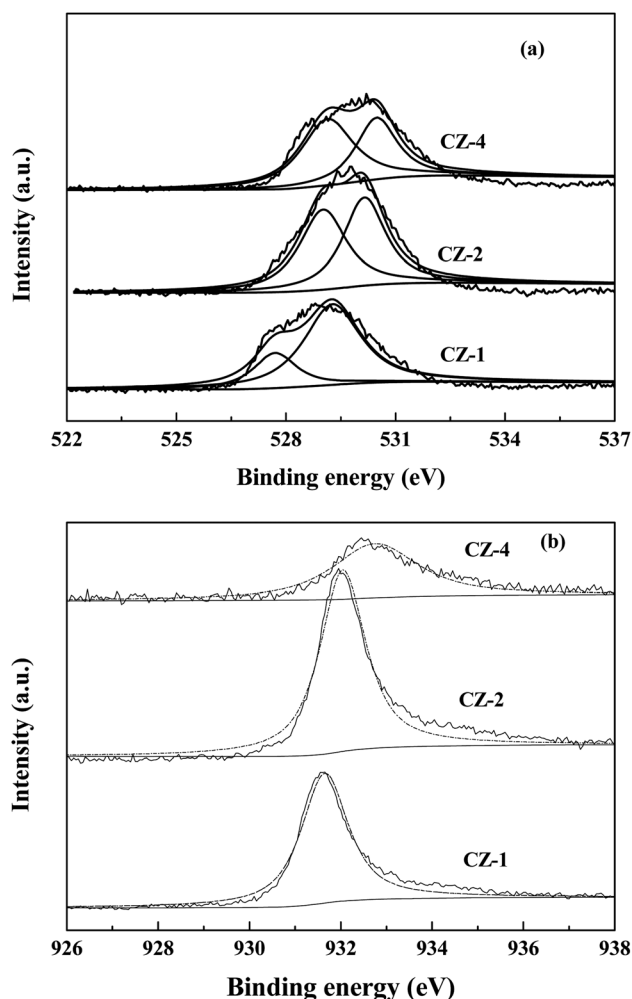 (a)
CZ-4
CZ-2
CZ-1
Intensity (a.u.)
522 525 528 531 534 537
Binding energy (eV)
(b)
CZ-4
CZ-2
CZ-1
Intensity (a.u.)
926 928 930 932 934 936 938
Binding energy (eV)